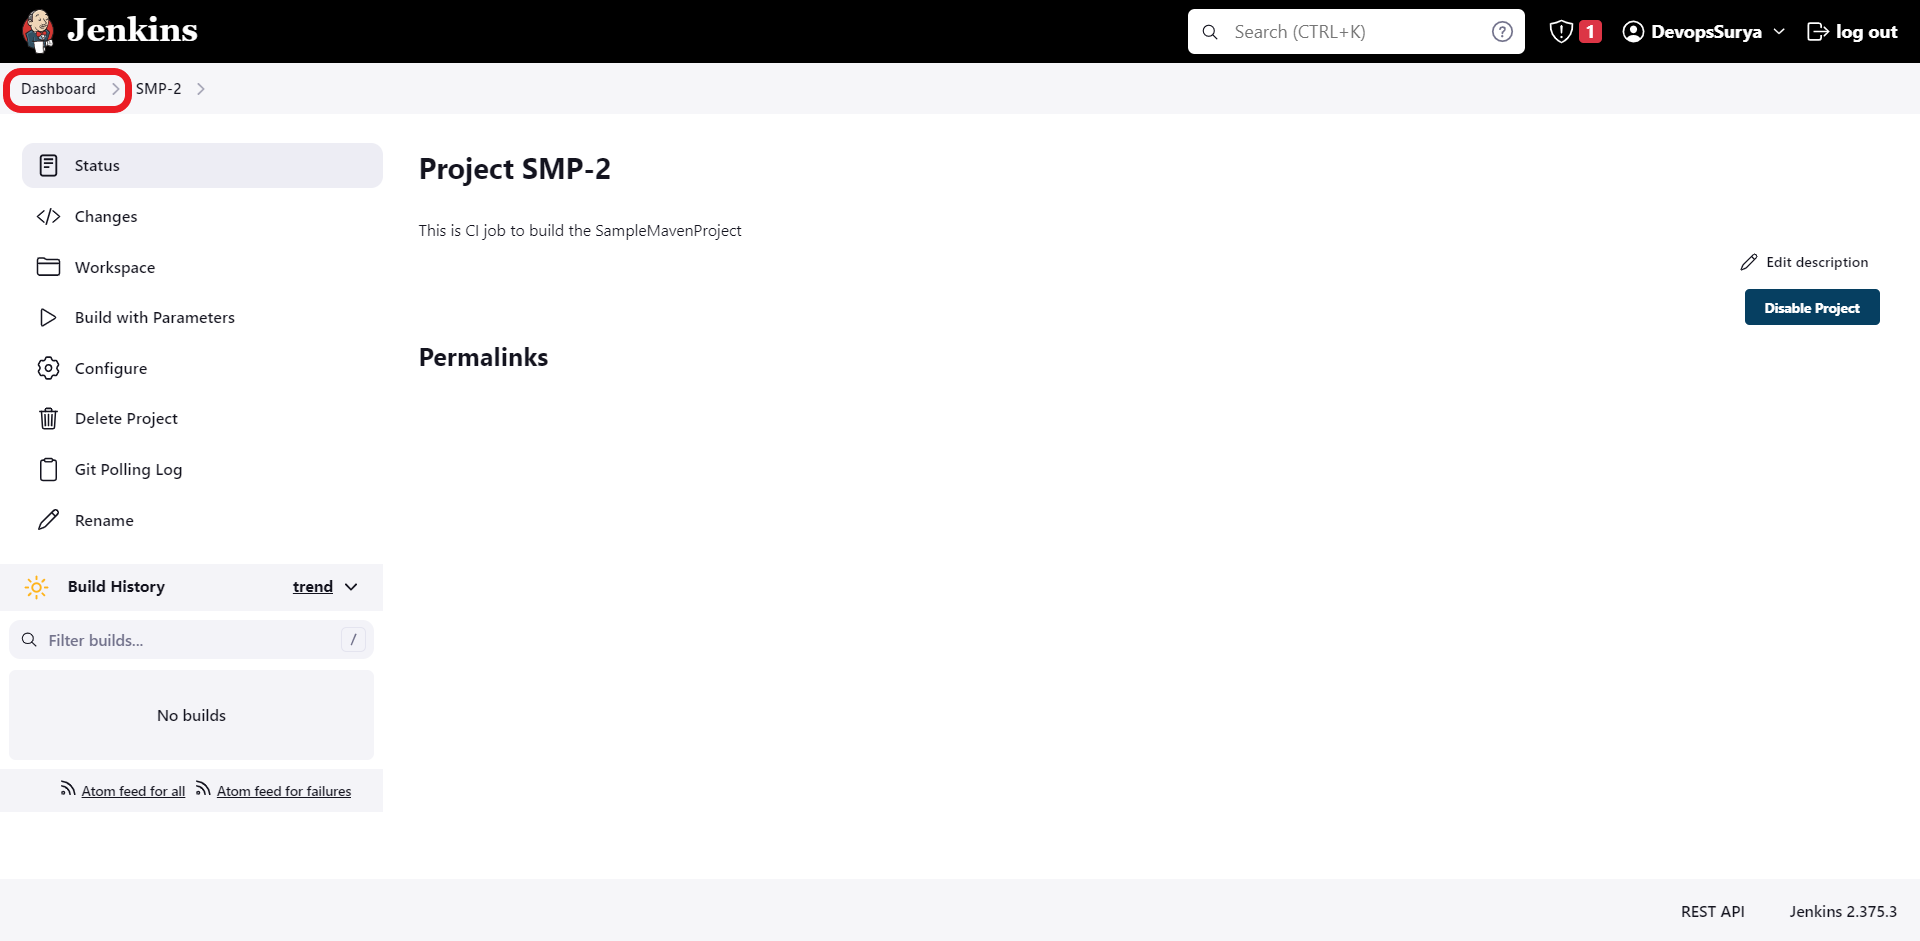 Jenkins
Search (CTRL+K)
?
! 1
DevopsSurya
log out
Dashboard
SMP-2
Status
Changes
Workspace
Build with Parameters
Configure
Delete Project
Git Polling Log
Rename
Build History
trend
Filter builds...
/
No builds
Atom feed for all
Atom feed for failures
Project SMP-2
This is CI job to build the SampleMavenProject
Edit description
Disable Project
Permalinks
REST API
Jenkins 2.375.3